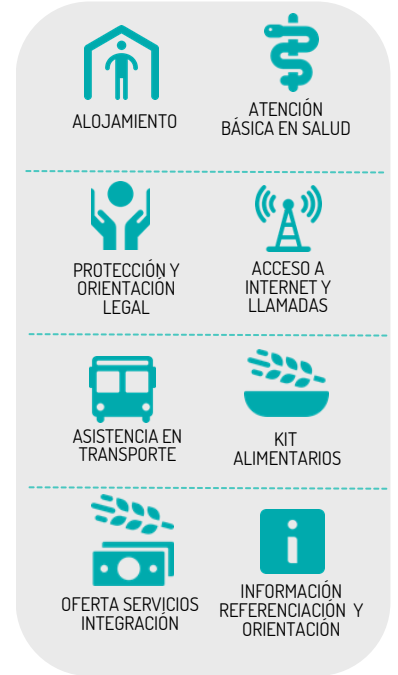 ALOJAMIENTO
ATENCIÓN
BÁSICA EN SALUD
PROTECCIÓN Y
ORIENTACIÓN
LEGAL
ACCESO A
INTERNET Y
LLAMADAS
ASISTENCIA EN
TRANSPORTE
KIT
ALIMENTARIOS
OFERTA SERVICIOS
INTEGRACIÓN
INFORMACIÓN
REFERENCIACIÓN Y
ORIENTACIÓN